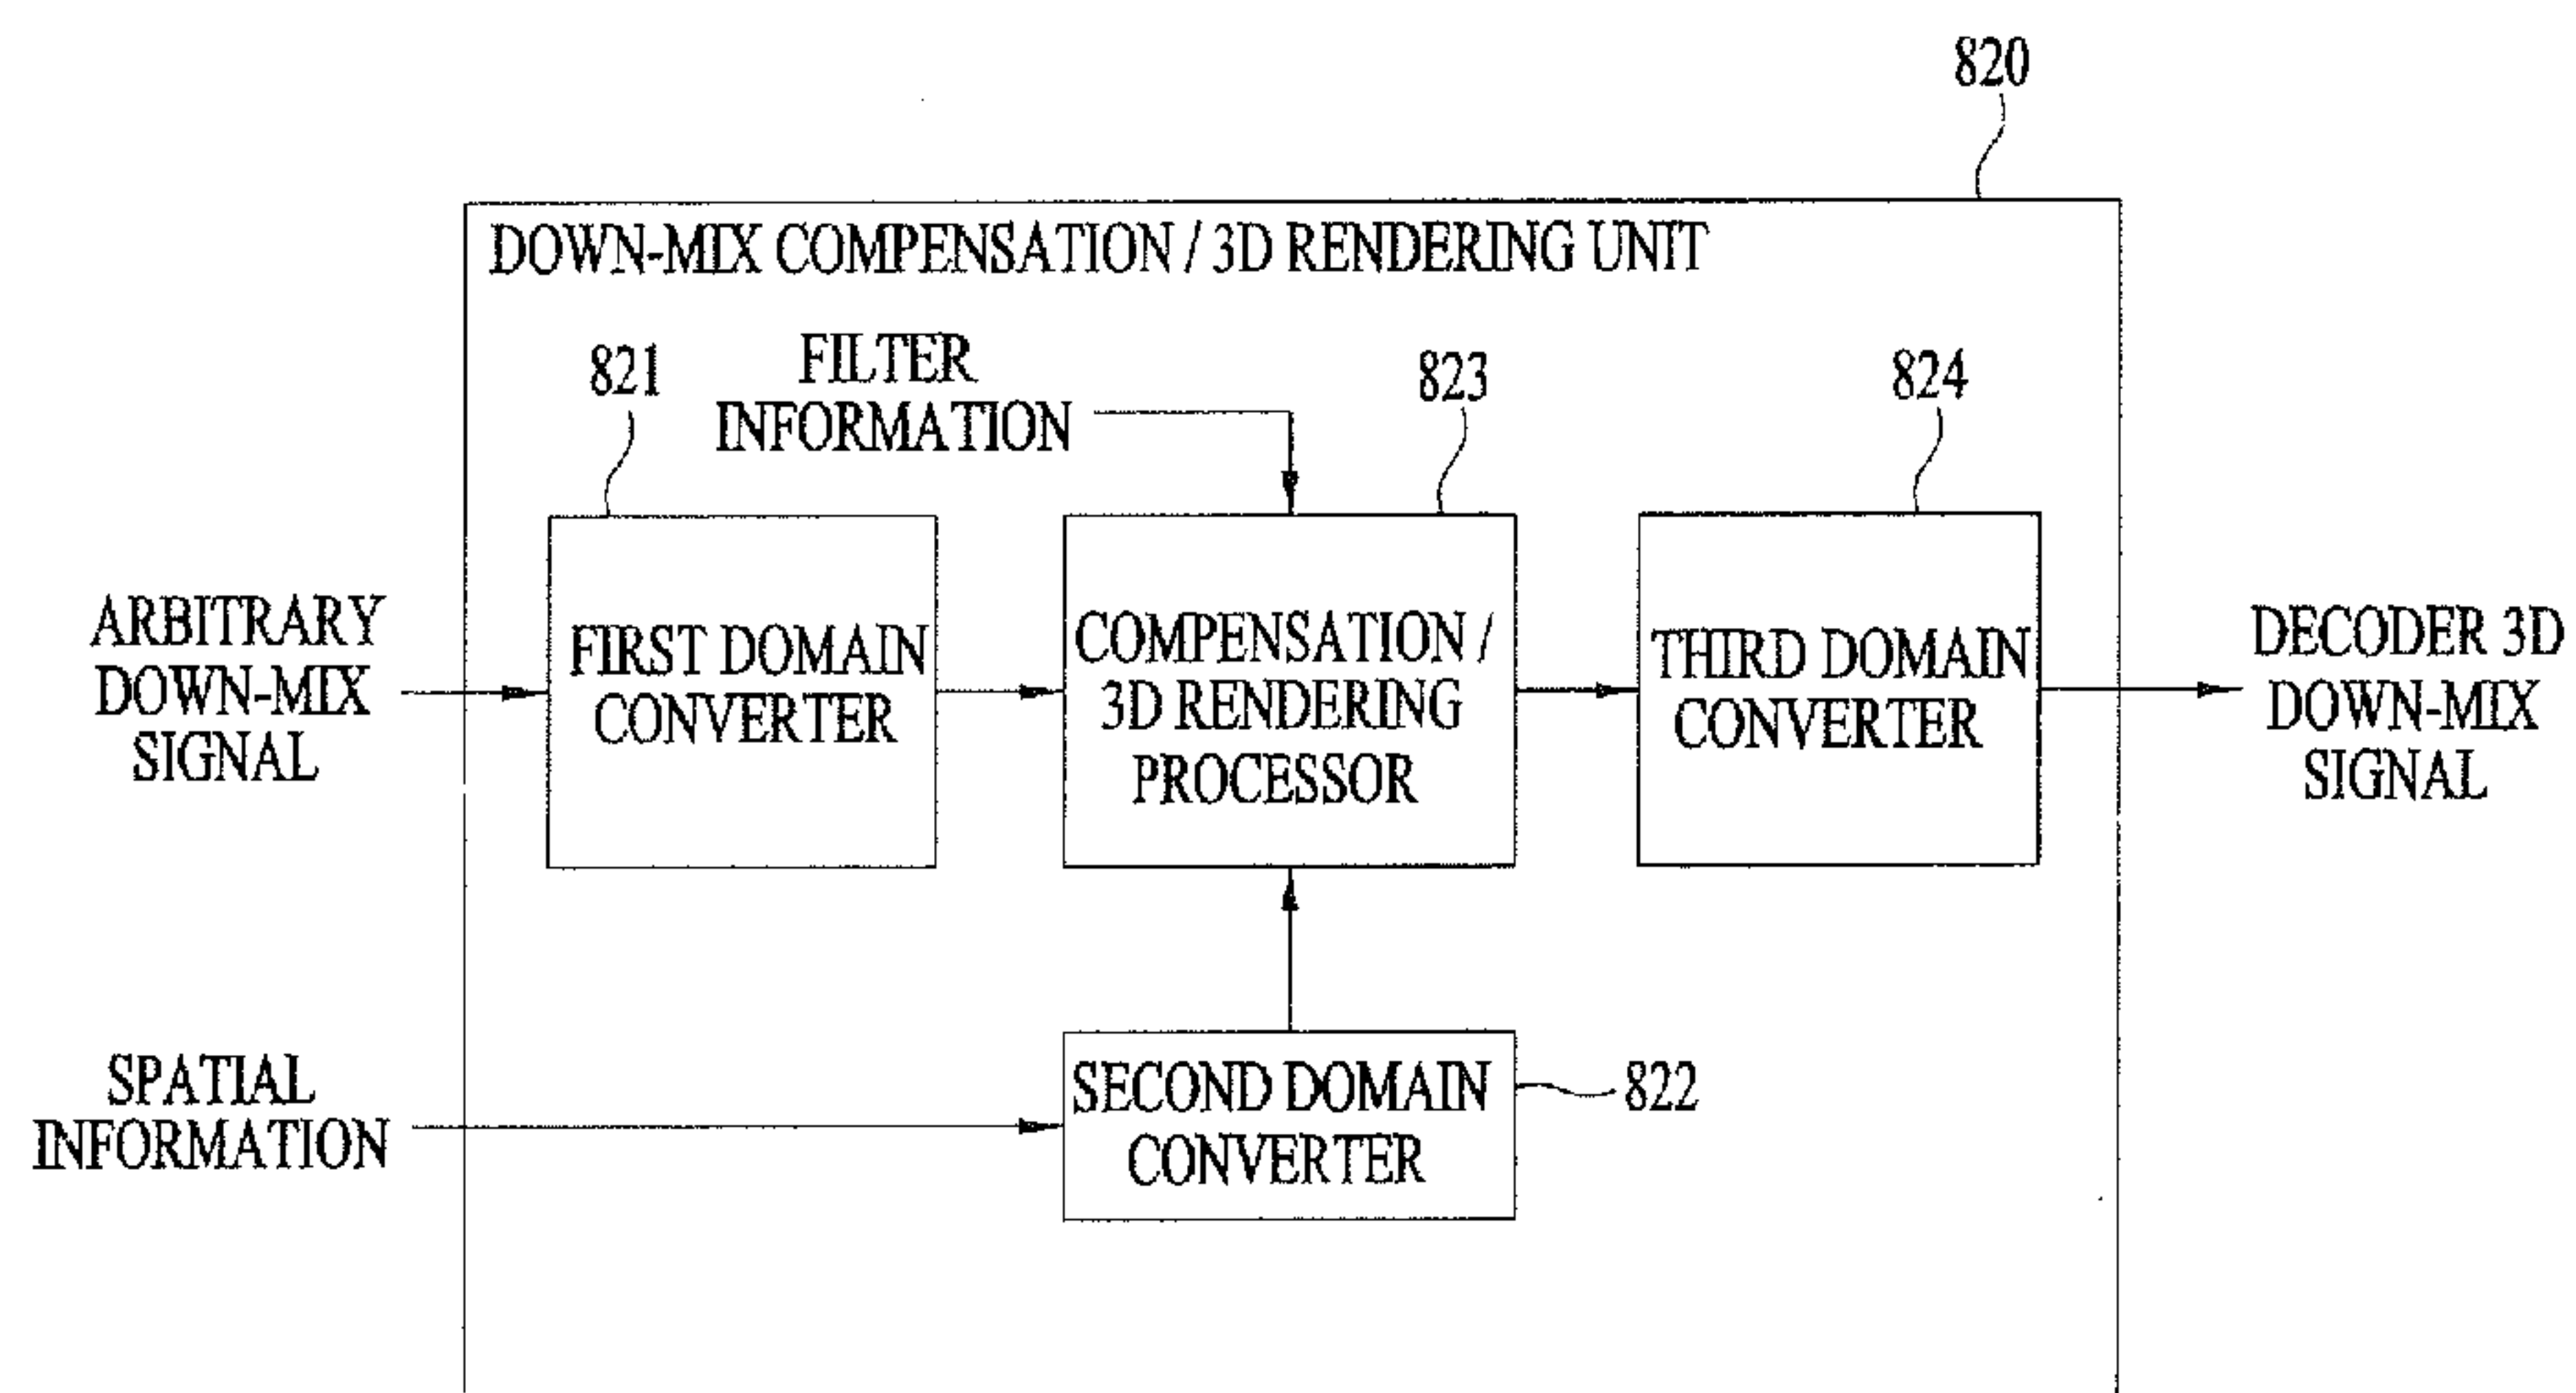 820
DOWN-MIX COMPENSATION / 3D RENDERING UNIT
821
FILTER
INFORMATION
823
824
ARBITRARY
DOWN-MIX
SIGNAL
FIRST DOMAIN
CONVERTER
COMPENSATION /
3D RENDERING
PROCESSOR
THIRD DOMAIN
CONVERTER
DECODER 3D
DOWN-MIX
SIGNAL
SPATIAL
INFORMATION
SECOND DOMAIN
CONVERTER
822